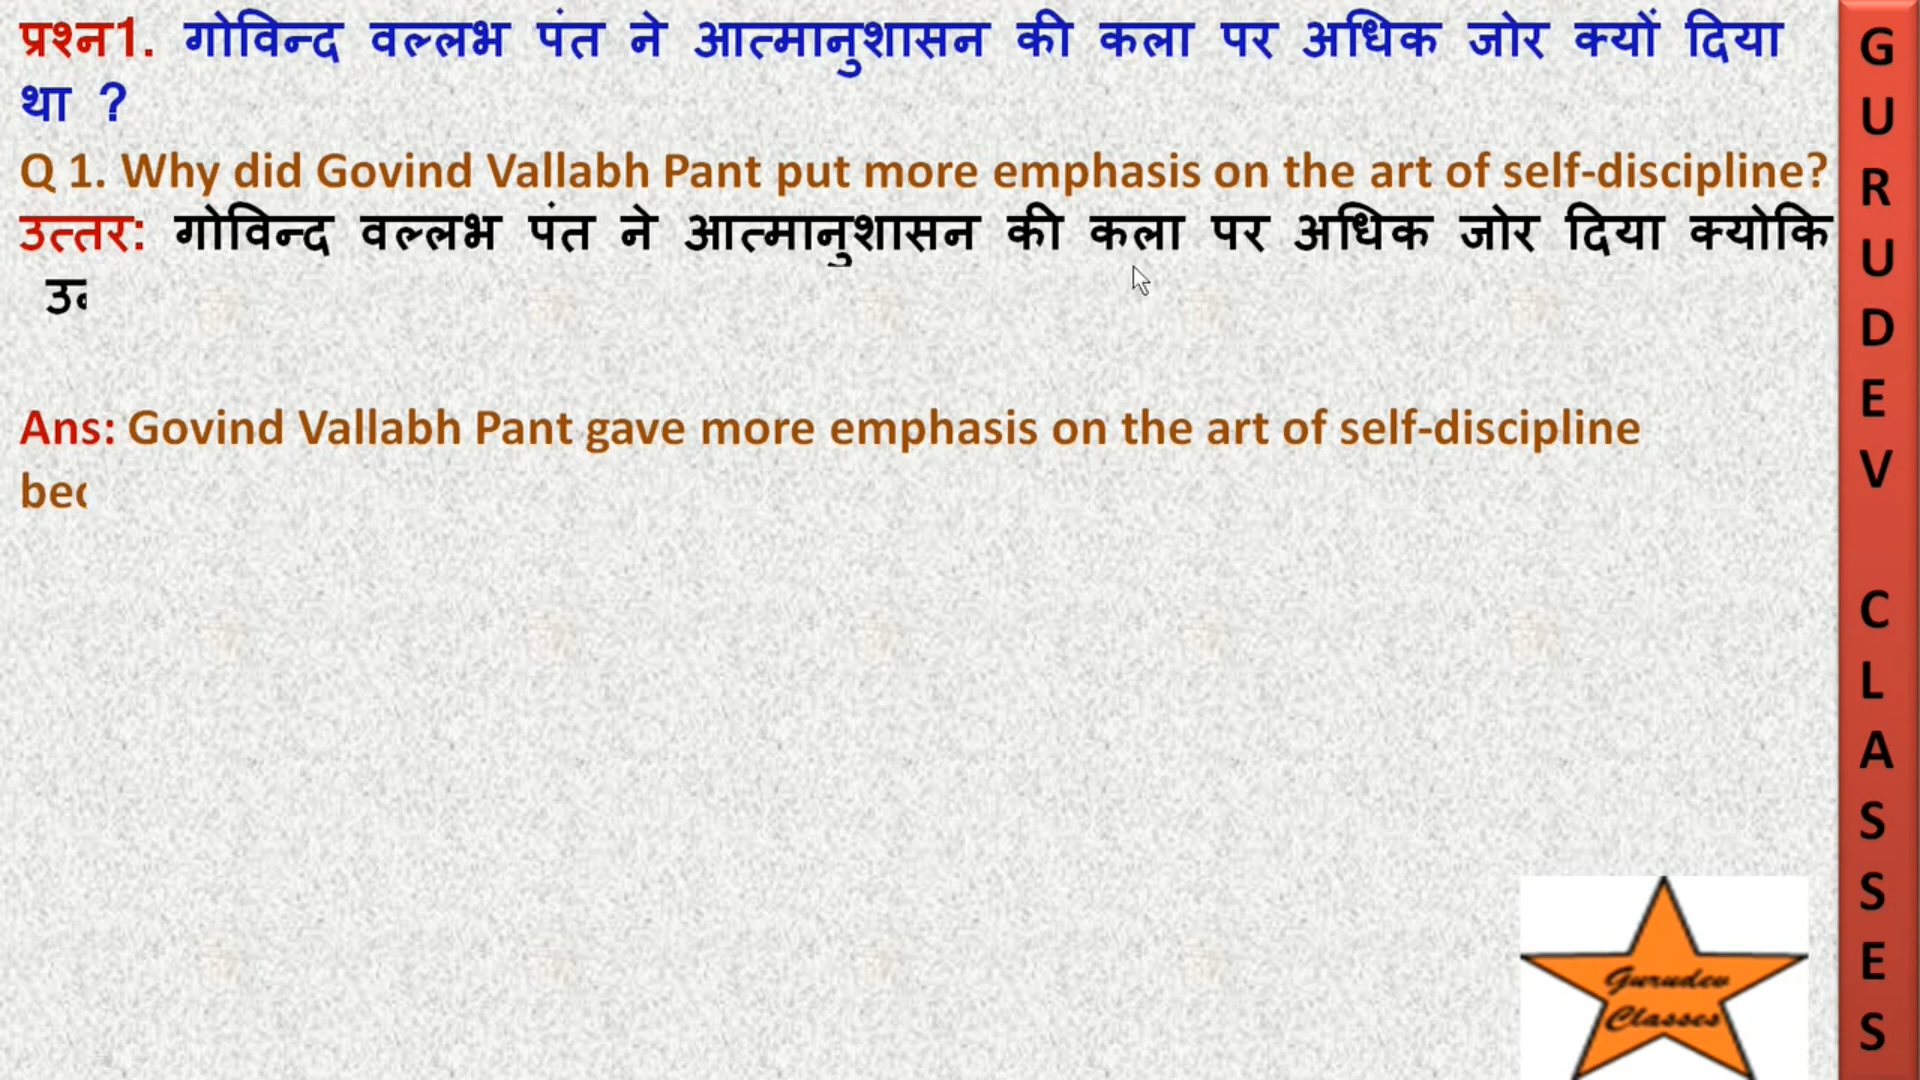 प्रश्न1. गोविन्द वल्लभ पंत ने आत्मानुशासन की कला पर अधिक जोर क्यों दिया
था ?
Q 1. Why did Govind Vallabh Pant put more emphasis on the art of self-discipline?
उत्तर: गोविन्द वल्लभ पंत ने आत्मानुशासन की कला पर अधिक जोर दिया क्योकि
Ans: Govind Vallabh Pant gave more emphasis on the art of self-discipline
GURUDEV CLASSES
Gurudev
Classes